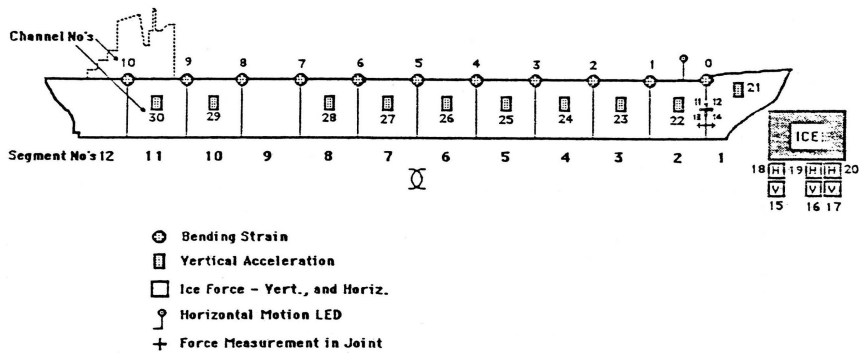 Channel No's
10 9 8 7 6 5 4 3 2 1 0
21
11 12
30 29 28 27 26 25 24 23 22 13 14
ICE
Segment No's 12 11 10 9 8 7 6 5 4 3 2 1
18 H 19 H H 20
V V V
15 16 17
Bending Strain
Vertical Acceleration
Ice Force - Vert., and Horiz.
Horizontal Motion LED
Force Measurement in Joint